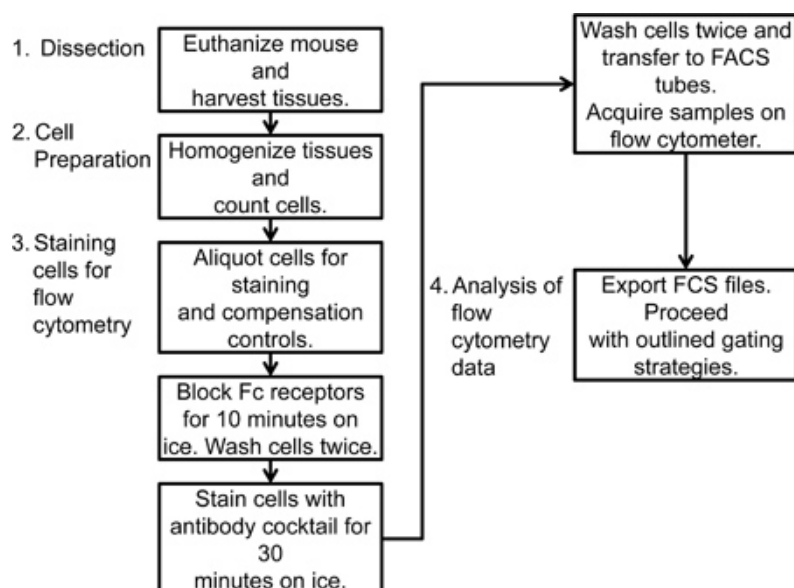 1. Dissection
Euthanize mouse
and
harvest tissues.
2. Cell
Preparation
Homogenize tissues
and
count cells.
3. Staining
cells for
flow
cytometry
Aliquot cells for
staining
and compensation
controls.
Block Fc receptors
for 10 minutes on
ice. Wash cells twice.
Stain cells with
antibody cocktail for
30
minutes on ice.
Wash cells twice and
transfer to FACS
tubes.
Acquire samples on
flow cytometer.
4. Analysis of
flow
cytometry
data
Export FCS files.
Proceed
with outlined gating
strategies.